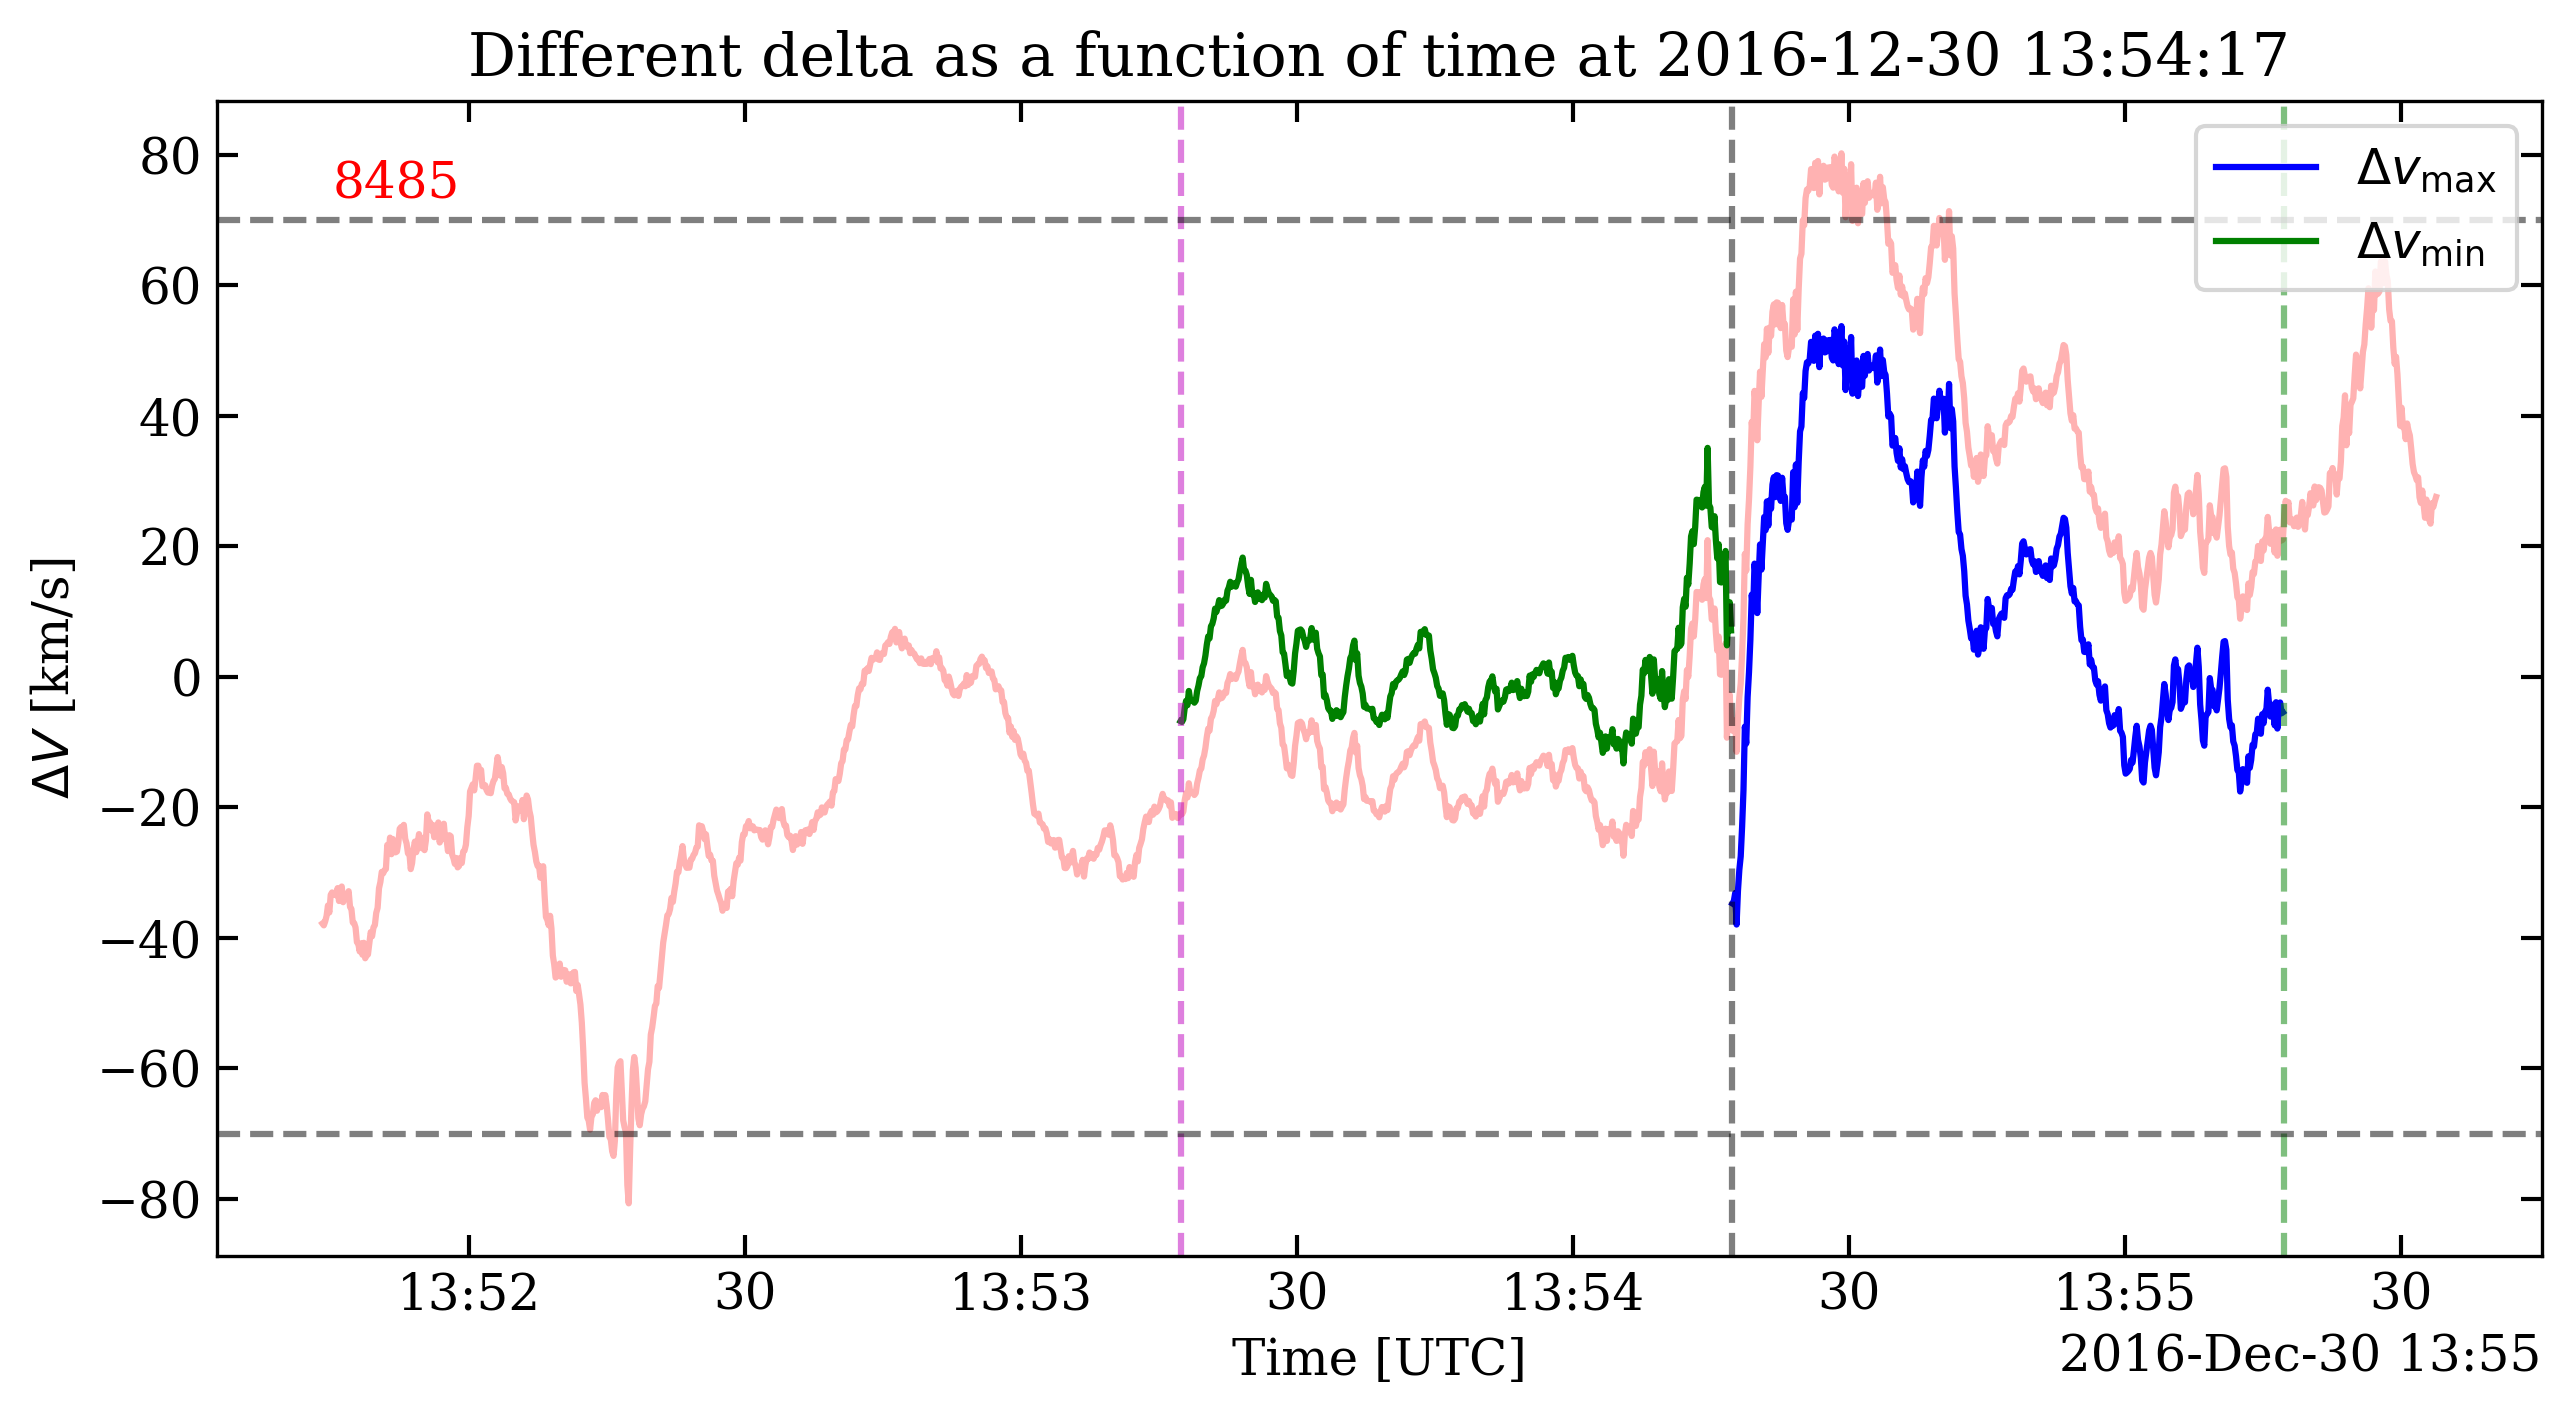 Different delta as a function of time at 2016-12-30 13:54:17
8485
Δv_max
Δv_min
80
60
40
20
0
−20
−40
−60
−80
ΔV [km/s]
13:52 30 13:53 30 13:54 30 13:55 30
Time [UTC]
2016-Dec-30 13:55